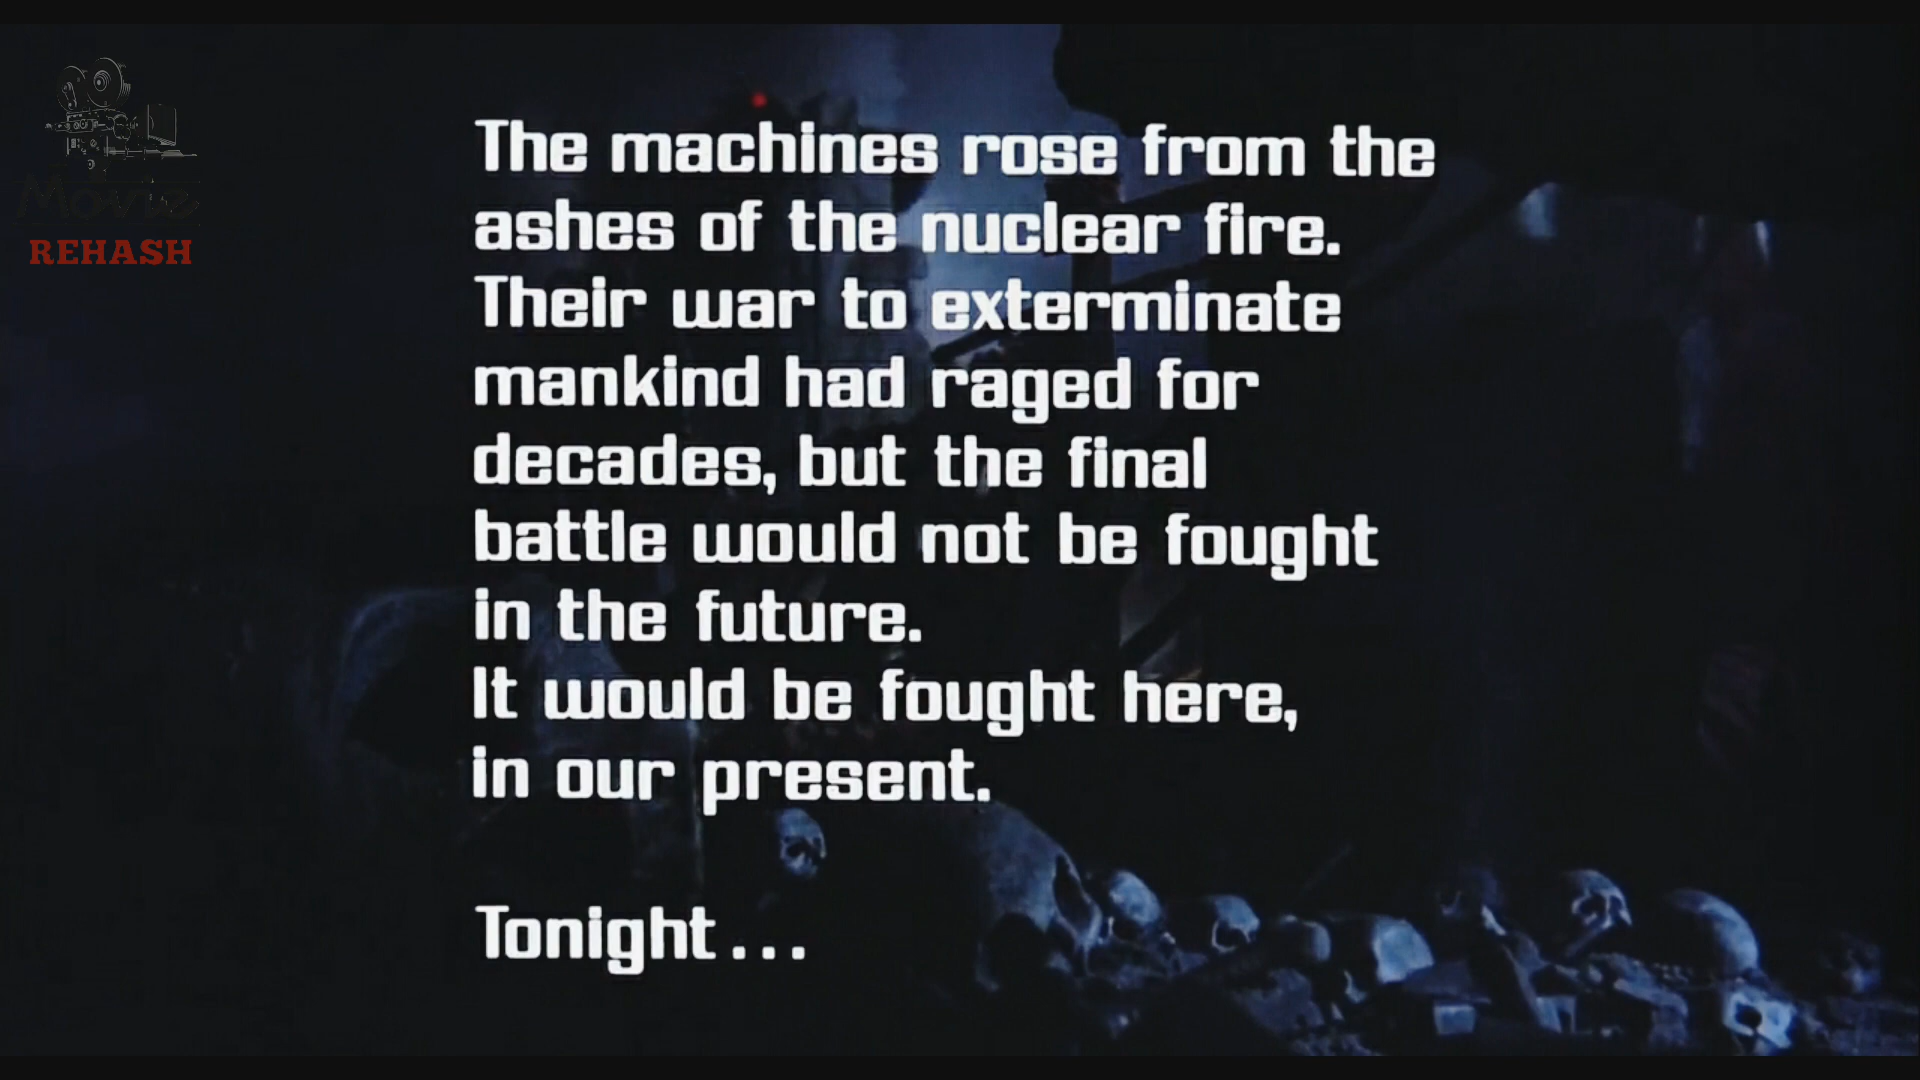 Movie
REHASH
The machines rose from the
ashes of the nuclear fire.
Their war to exterminate
mankind had raged for
decades, but the final
battle would not be fought
in the future.
It would be fought here,
in our present.
Tonight...